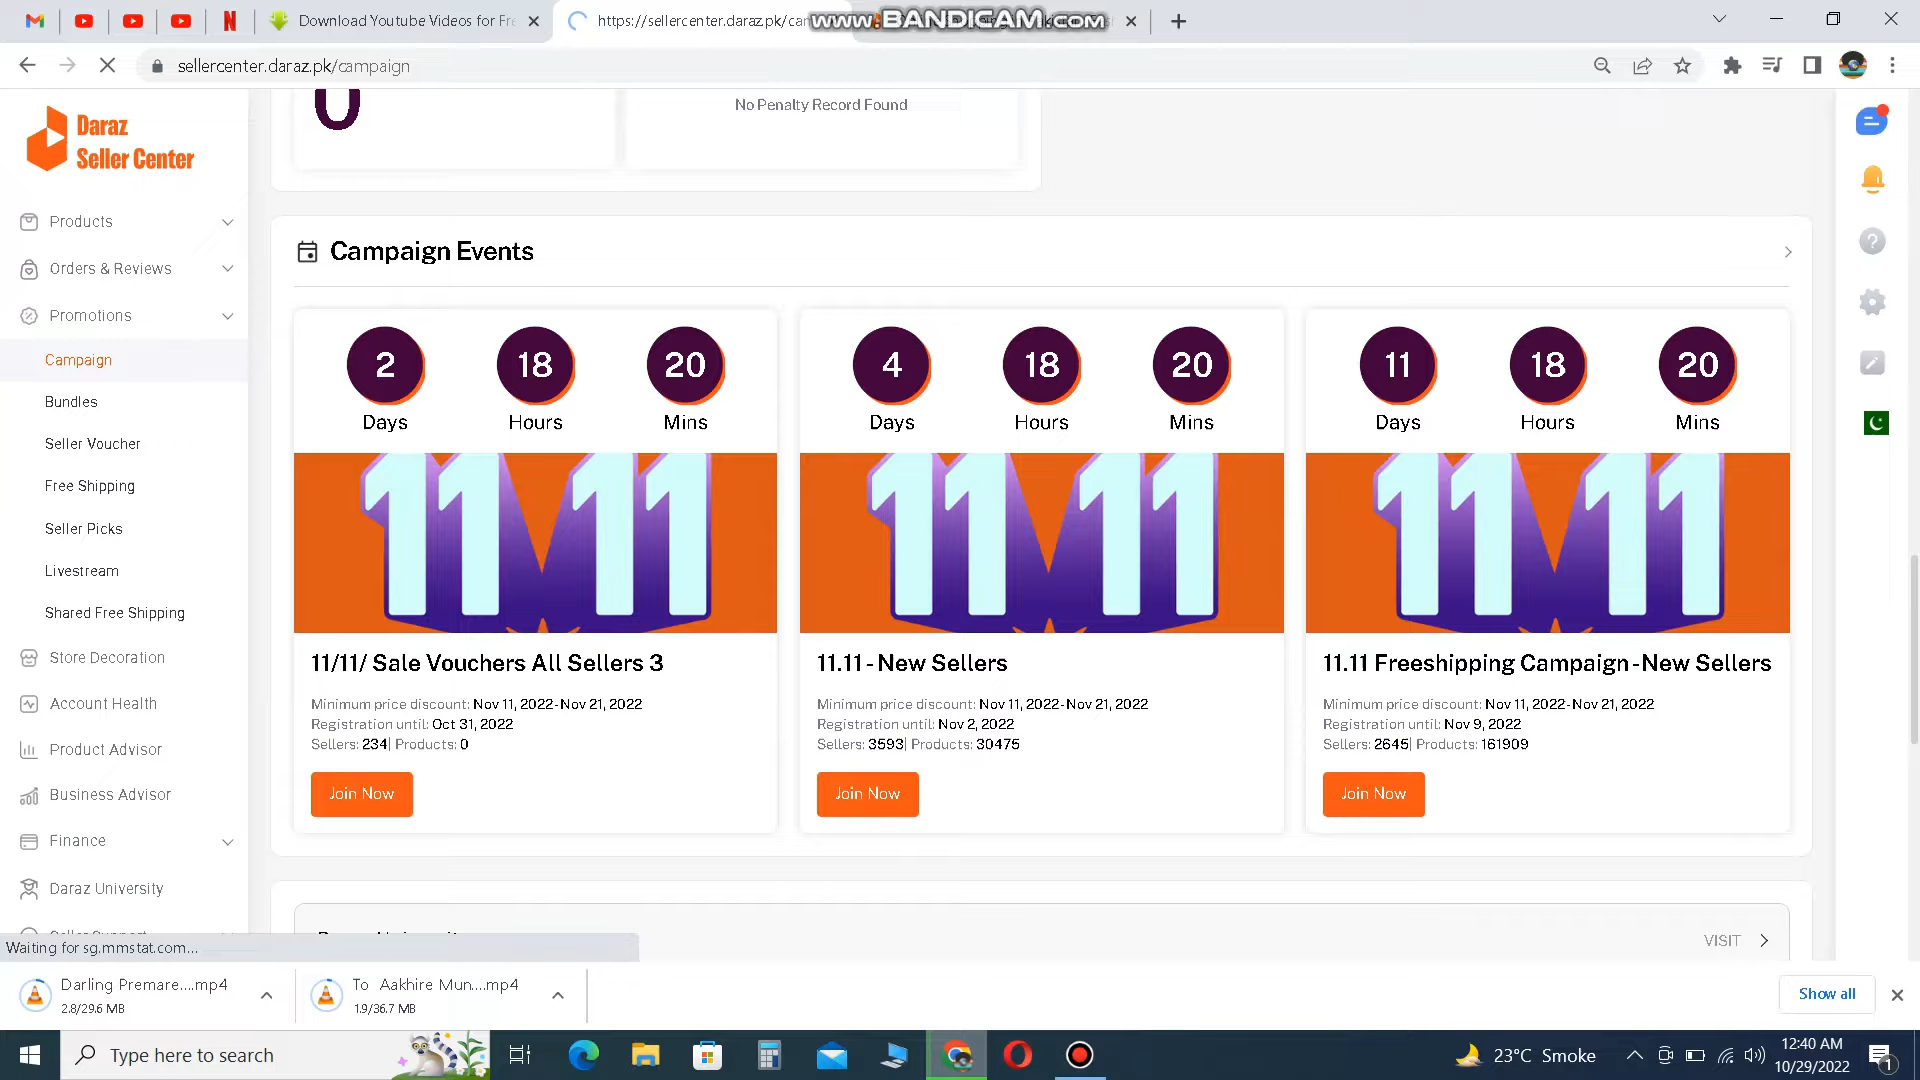 Download Youtube Videos for Fre
https://sellercenter.daraz.pk/can
www.BANDICAM.com
sellercenter.daraz.pk/campaign
Daraz
Seller Center
0
No Penalty Record Found
Products
Orders & Reviews
Promotions
Campaign
Bundles
Seller Voucher
Free Shipping
Seller Picks
Livestream
Shared Free Shipping
Store Decoration
Account Health
Product Advisor
Business Advisor
Finance
Daraz University
Campaign Events
2 18 20
Days Hours Mins
11 11
11/11/ Sale Vouchers All Sellers 3
Minimum price discount: Nov 11, 2022-Nov 21, 2022
Registration until: Oct 31, 2022
Sellers: 234| Products: 0
Join Now
4 18 20
Days Hours Mins
11 11
11.11 - New Sellers
Minimum price discount: Nov 11, 2022-Nov 21, 2022
Registration until: Nov 2, 2022
Sellers: 3593| Products: 30475
Join Now
11 18 20
Days Hours Mins
11 11
11.11 Freeshipping Campaign -New Sellers
Minimum price discount: Nov 11, 2022-Nov 21, 2022
Registration until: Nov 9, 2022
Sellers: 2645| Products: 161909
Join Now
VISIT
Waiting for sg.mmstat.com...
Darling Premare....mp4
2.8/29.6 MB
To Aakhire Mun....mp4
1.9/36.7 MB
Show all
Type here to search
23°C Smoke
12:40 AM
10/29/2022
1